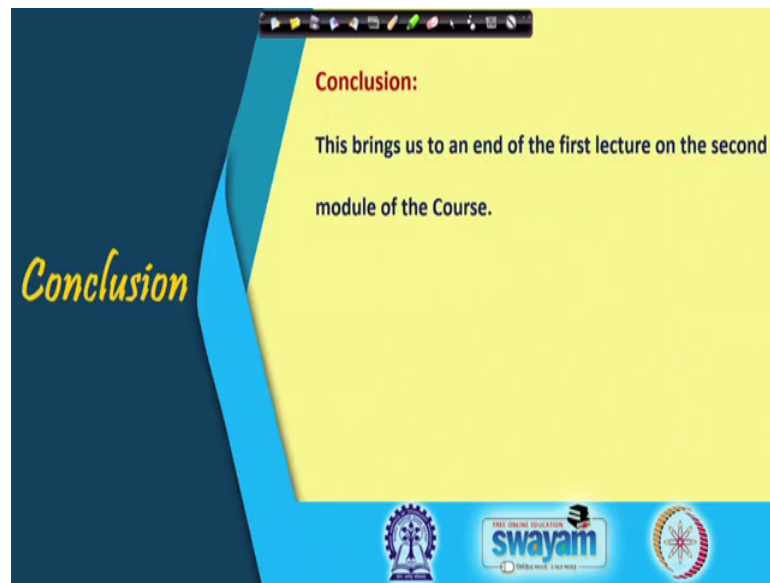 Conclusion:
This brings us to an end of the first lecture on the second
module of the Course.
Conclusion
FREE ONLINE EDUCATION
swayam